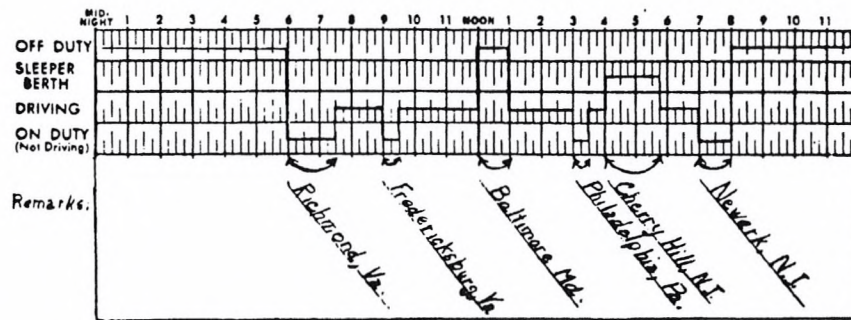 MID-NIGHT 1 2 3 4 5 6 7 8 9 10 11 NOON 1 2 3 4 5 6 7 8 9 10 11
OFF DUTY
SLEEPER
BERTH
DRIVING
ON DUTY
(Not Driving)
Remarks:
Richmond, Va.
Fredericksburg, Va
Baltimore Md.
Philadelphia, Pa.
Cherry Hill, N.J.
Newark, N.J.